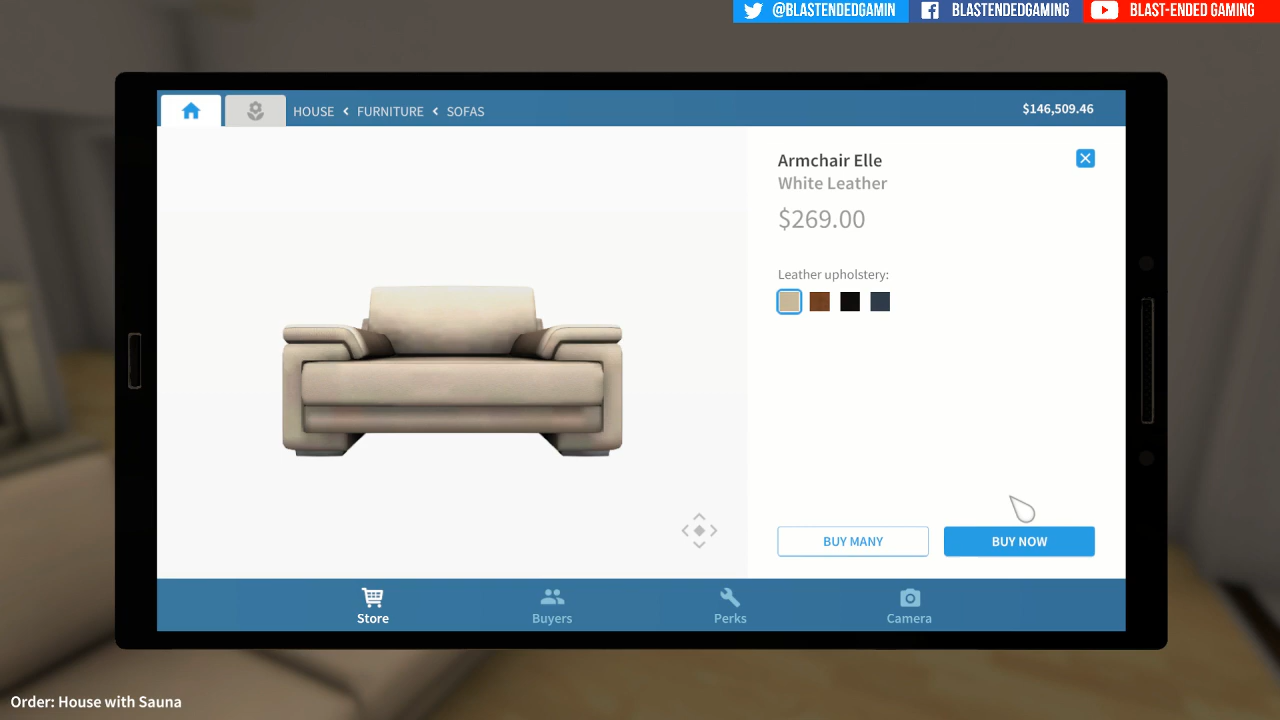 @BLASTENDEDGAMIN
BLASTENDEDGAMING
BLAST-ENDED GAMING
HOUSE < FURNITURE < SOFAS
$146,509.46
Armchair Elle
White Leather
$269.00
Leather upholstery:
BUY MANY
BUY NOW
Store
Buyers
Perks
Camera
Order: House with Sauna